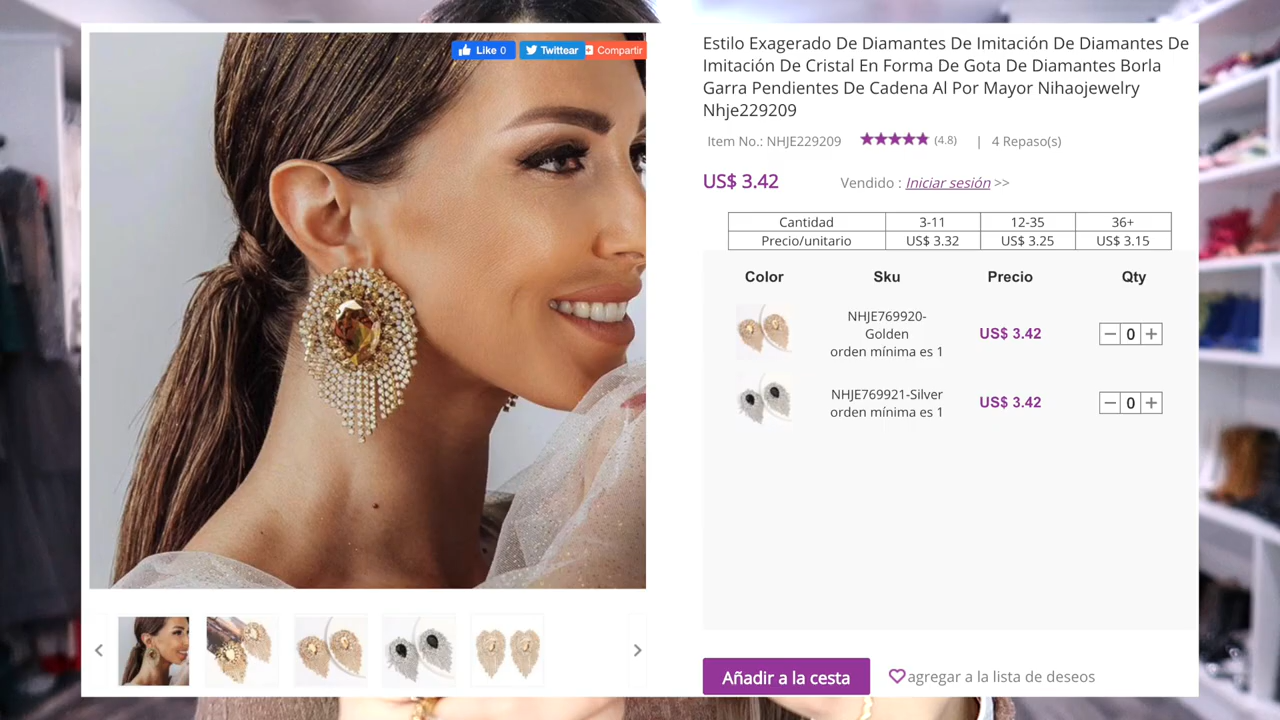 Like 0
Twittear
Compartir
Estilo Exagerado De Diamantes De Imitación De Diamantes De
Imitación De Cristal En Forma De Gota De Diamantes Borla
Garra Pendientes De Cadena Al Por Mayor Nihaojewelry
Nhje229209
Item No.: NHJE229209 (4.8) | 4 Repaso(s)
US$ 3.42 Vendido : Iniciar sesión >>
Cantidad 3-11 12-35 36+
Precio/unitario US$ 3.32 US$ 3.25 US$ 3.15
Color Sku Precio Qty
NHJE769920-
Golden
orden mínima es 1
US$ 3.42
0
NHJE769921-Silver
orden mínima es 1
US$ 3.42
0
Añadir a la cesta
agregar a la lista de deseos